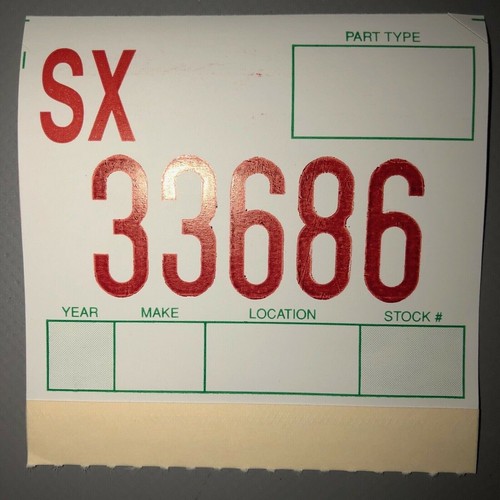 SX
PART TYPE
33686
YEAR MAKE LOCATION STOCK #